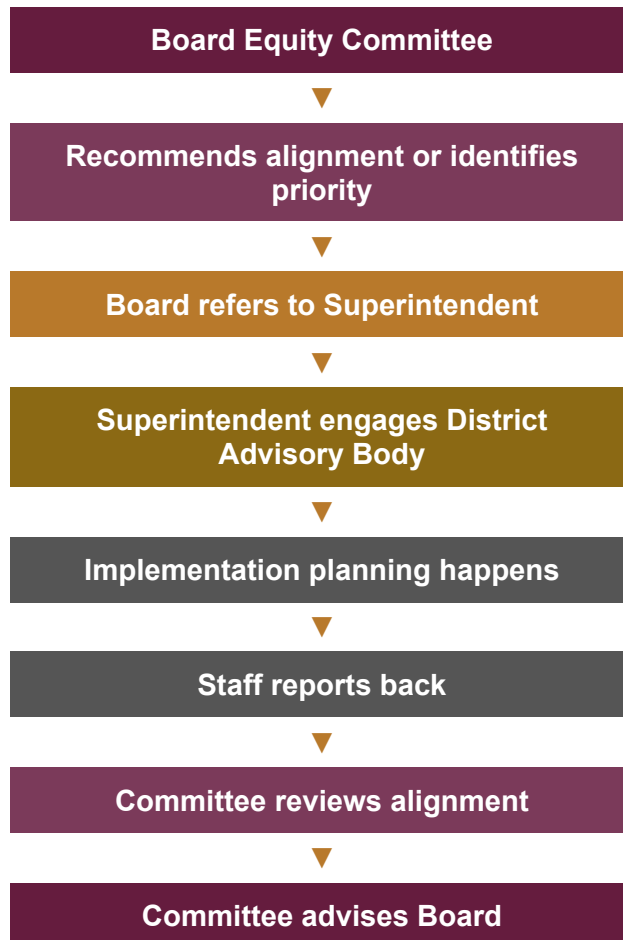 Board Equity Committee
Recommends alignment or identifies
priority
Board refers to Superintendent
Superintendent engages District
Advisory Body
Implementation planning happens
Staff reports back
Committee reviews alignment
Committee advises Board